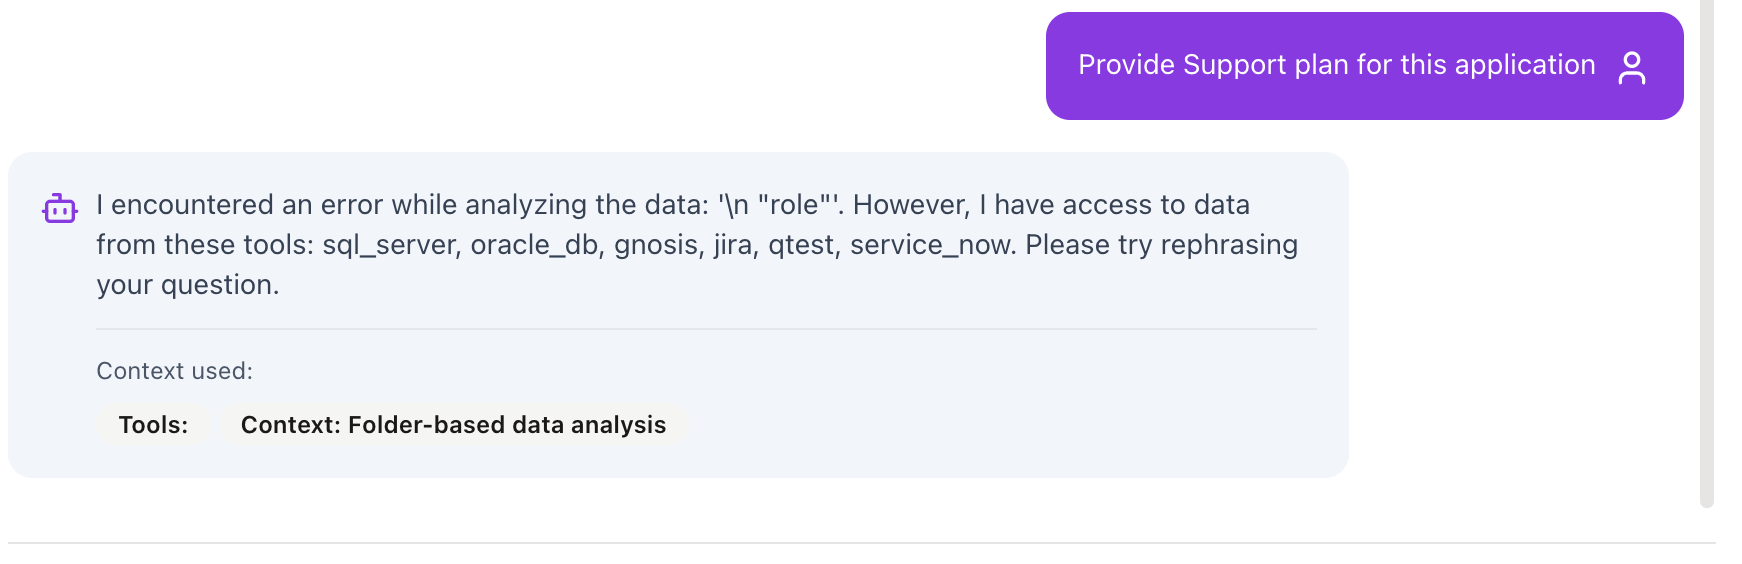 Provide Support plan for this application
I encountered an error while analyzing the data: '\n "role"'. However, I have access to data
from these tools: sql_server, oracle_db, gnosis, jira, qtest, service_now. Please try rephrasing
your question.
Context used:
Tools: Context: Folder-based data analysis